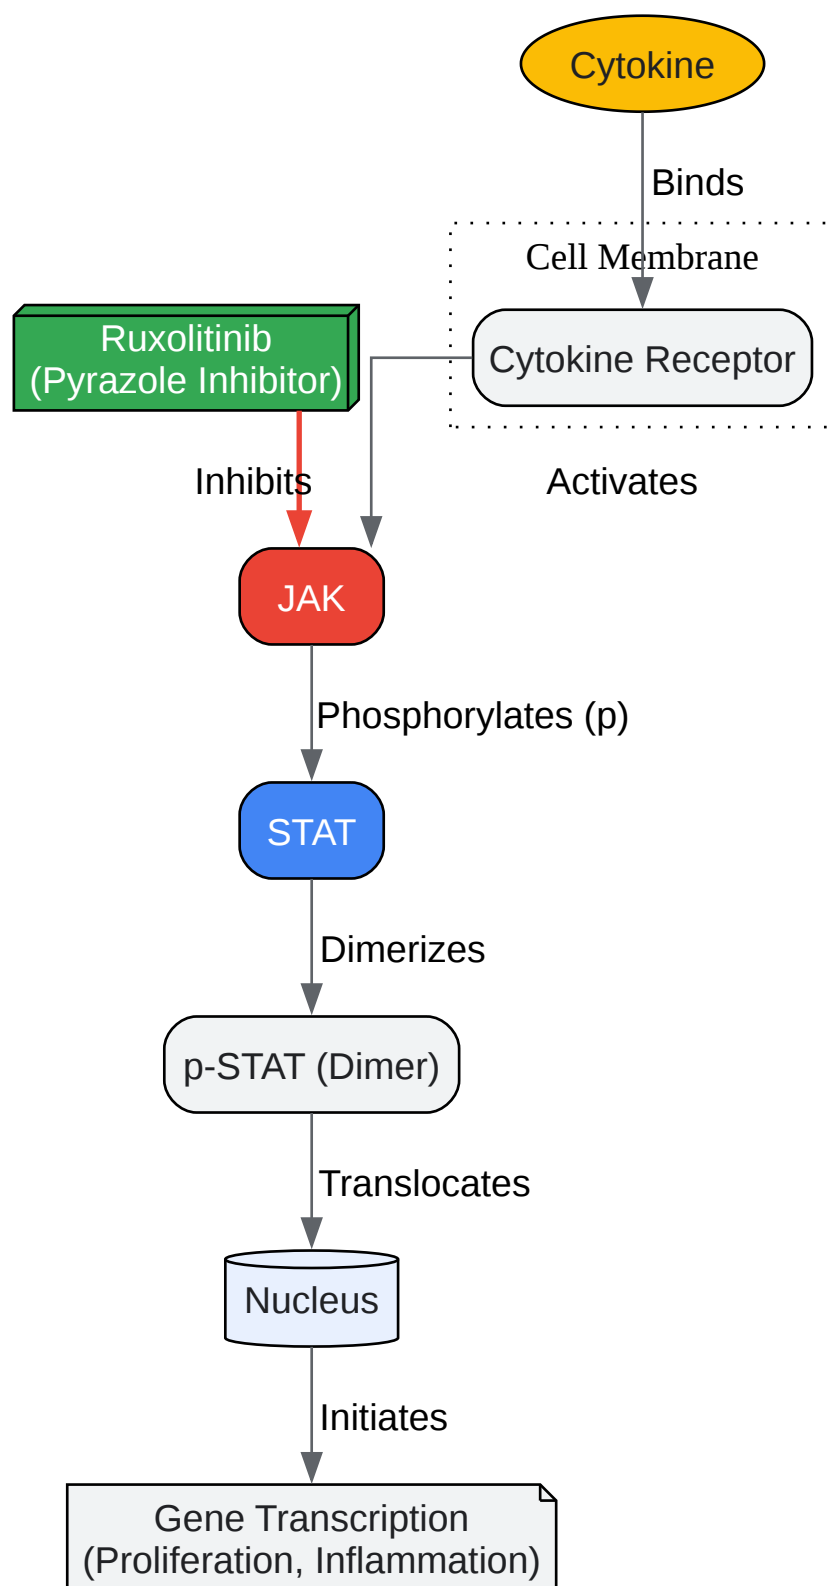 Cytokine
Binds
Cell Membrane
Ruxolitinib
(Pyrazole Inhibitor)
Cytokine Receptor
Inhibits
Activates
JAK
Phosphorylates (p)
STAT
Dimerizes
p-STAT (Dimer)
Translocates
Nucleus
Initiates
Gene Transcription
(Proliferation, Inflammation)